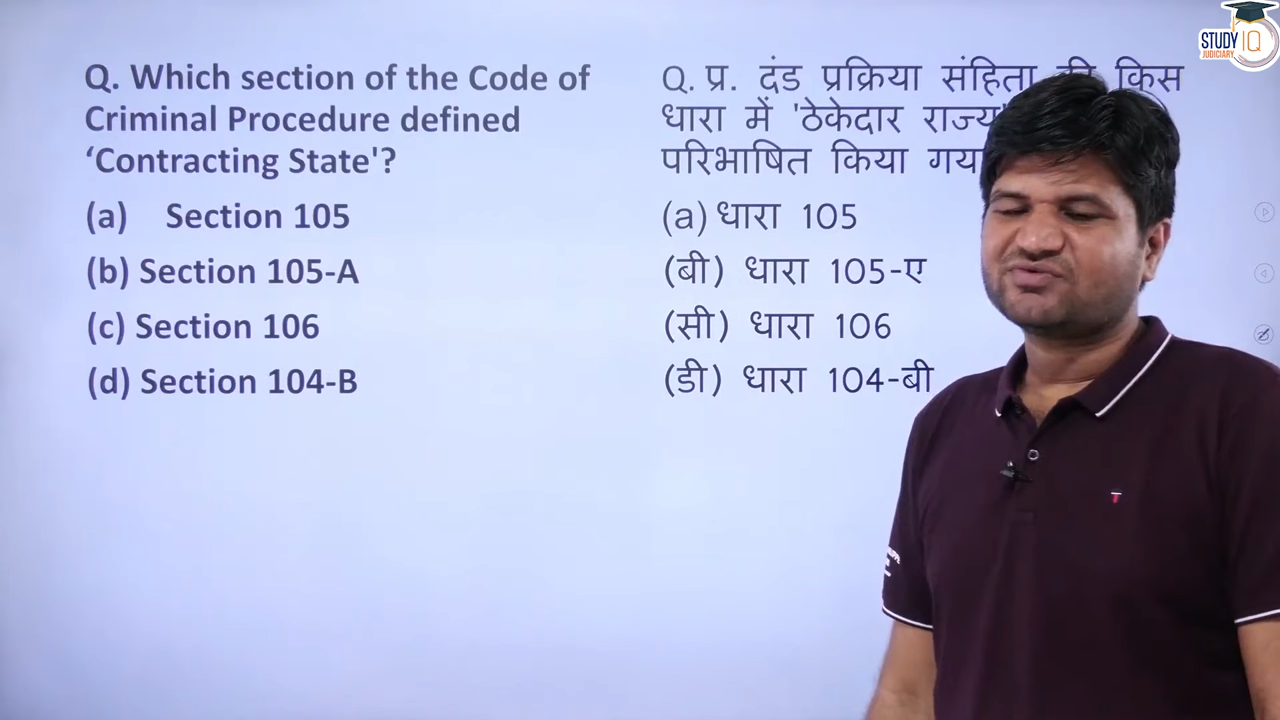 Q. Which section of the Code of
Criminal Procedure defined
‘Contracting State'?
(a) Section 105
(b) Section 105-A
(c) Section 106
(d) Section 104-B
Q. प्र. दंड प्रक्रिया संहिता की किस
धारा में 'ठेकेदार राज्य'
परिभाषित किया गया
(a) धारा 105
(बी) धारा 105-ए
(सी) धारा 106
(डी) धारा 104-बी
STUDY IQ
JUDICIARY